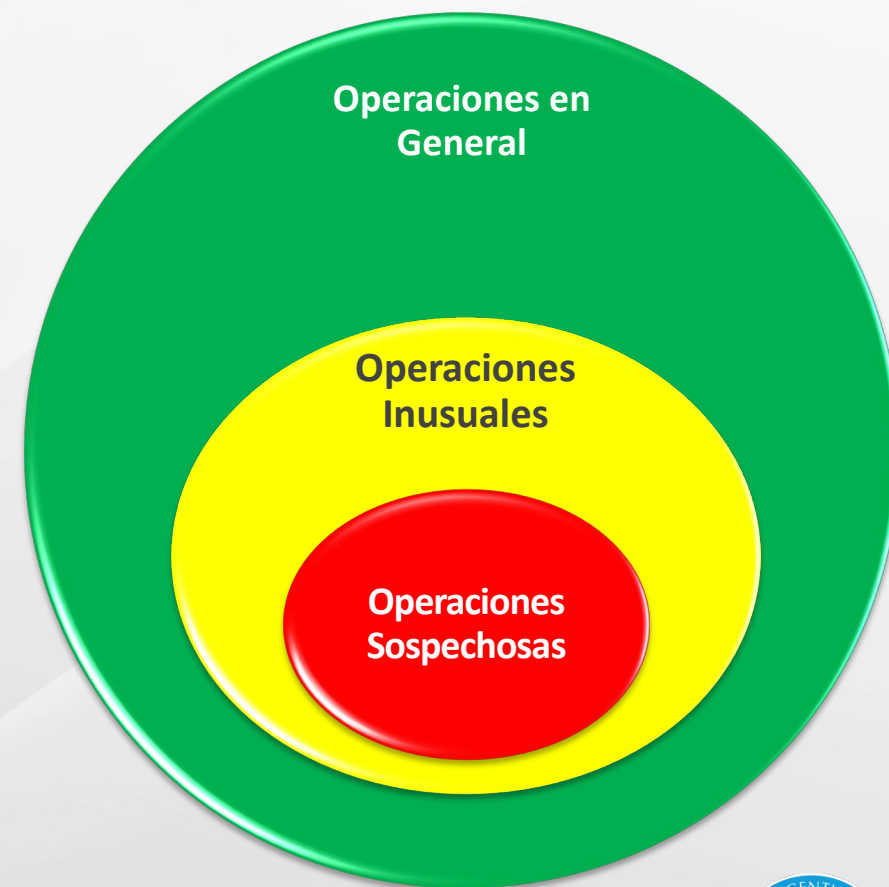 Operaciones en
General
Operaciones
Inusuales
Operaciones
Sospechosas